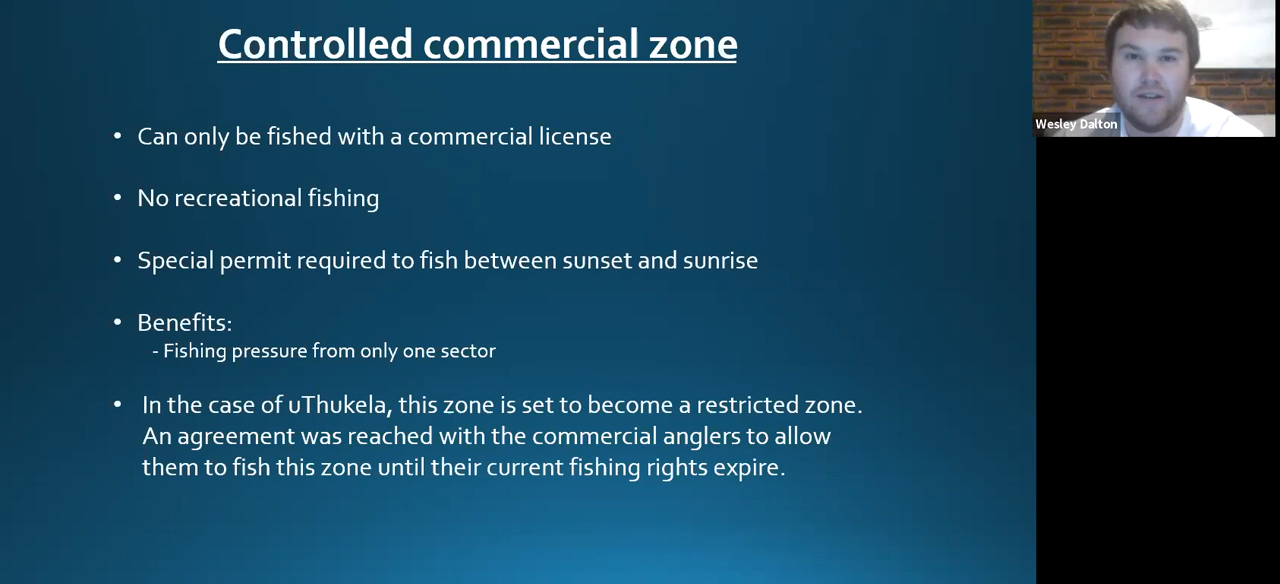 Controlled commercial zone
• Can only be fished with a commercial license
• No recreational fishing
• Special permit required to fish between sunset and sunrise
• Benefits:
- Fishing pressure from only one sector
• In the case of uThukela, this zone is set to become a restricted zone.
An agreement was reached with the commercial anglers to allow
them to fish this zone until their current fishing rights expire.
Wesley Dalton